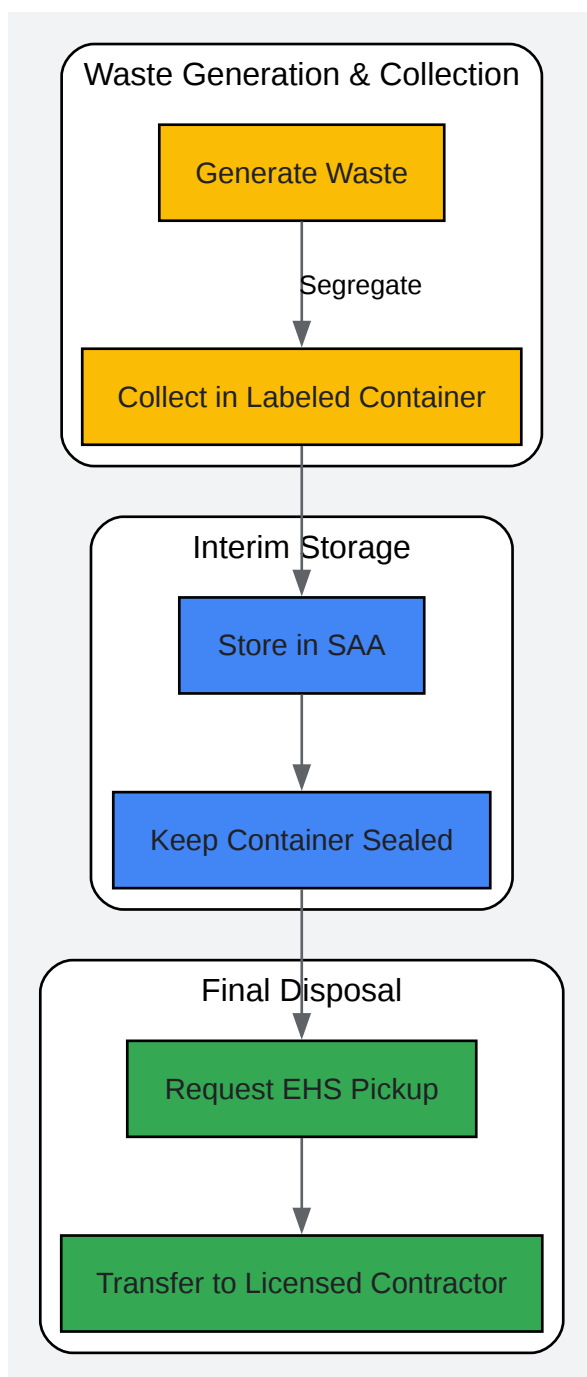 Waste Generation & Collection
Generate Waste
Segregate
Collect in Labeled Container
Interim Storage
Store in SAA
Keep Container Sealed
Final Disposal
Request EHS Pickup
Transfer to Licensed Contractor